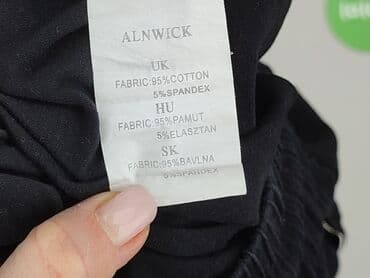 ALNWICK
UK
FABRIC:95%COTTON
5%SPANDEX
HU
FABRIC:95%PAMUT
5%ELASZTAN
SK
FABRIC:95%BAVLNA
5%SPANDEX